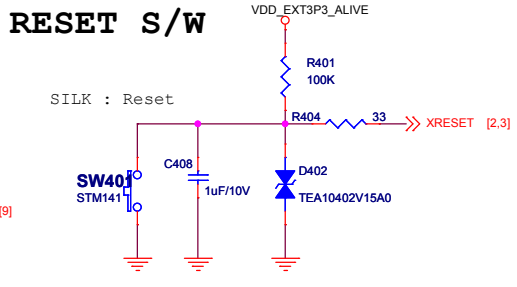 RESET S/W
VDD_EXT3P3_ALIVE
R401
100K
SILK : Reset
R404
33
XRESET [2,3]
SW401
STM141
C408
1uF/10V
D402
TEA10402V15A0
[9]